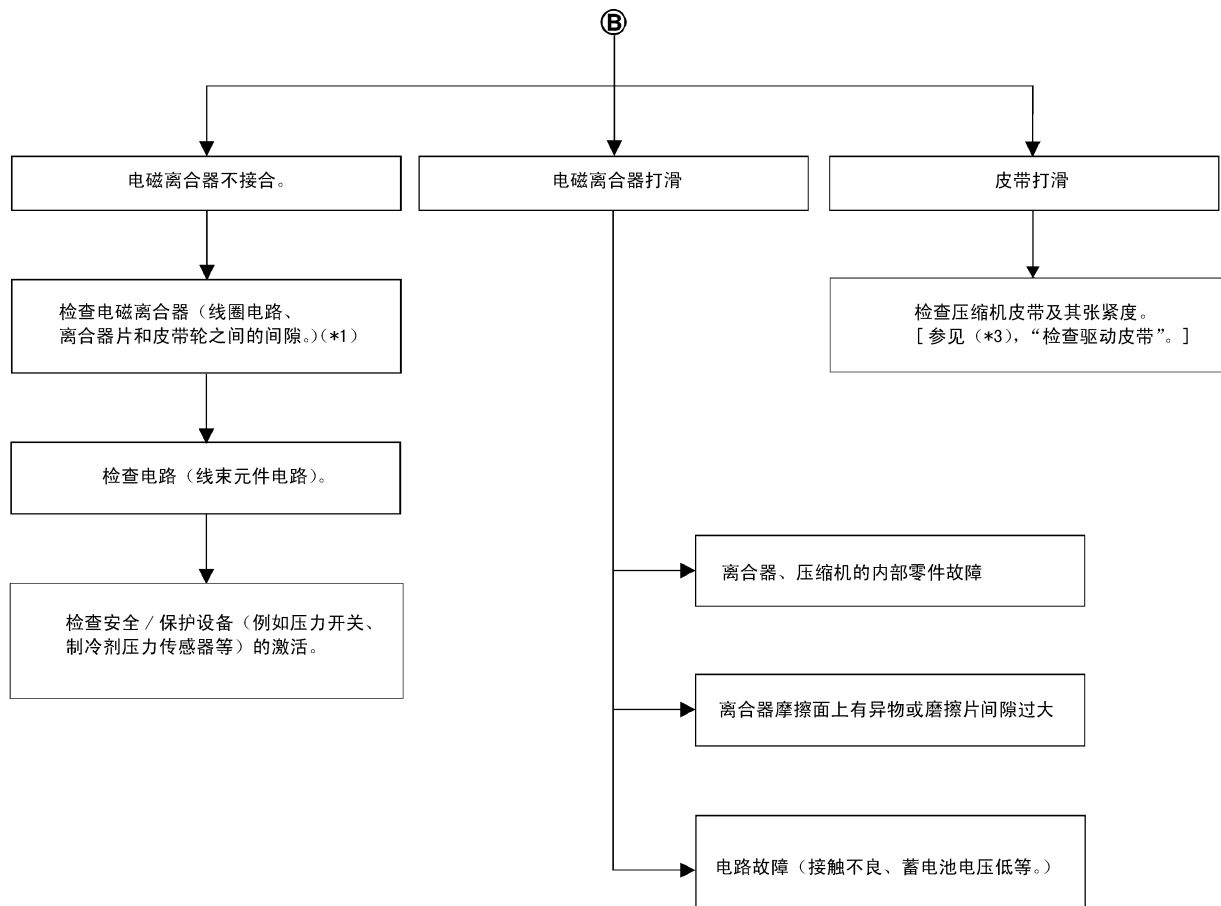 B
电磁离合器不接合。
电磁离合器打滑
皮带打滑
检查电磁离合器（线圈电路、
离合器片和皮带轮之间的间隙。）(*1)
检查压缩机皮带及其张紧度。
[ 参见（*3），“检查驱动皮带”。]
检查电路（线束元件电路）。
离合器、压缩机的内部零件故障
检查安全／保护设备（例如压力开关、
制冷剂压力传感器等）的激活。
离合器摩擦面上有异物或磨擦片间隙过大
电路故障（接触不良、蓄电池电压低等。）